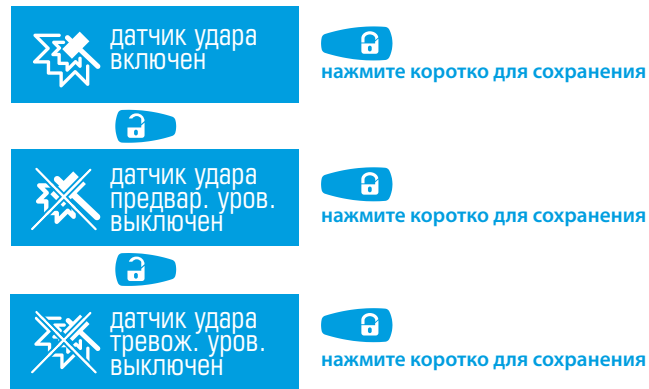 датчик удара
включен
нажмите коротко для сохранения
датчик удара
предвар. уров.
выключен
нажмите коротко для сохранения
датчик удара
тревож. уров.
выключен
нажмите коротко для сохранения